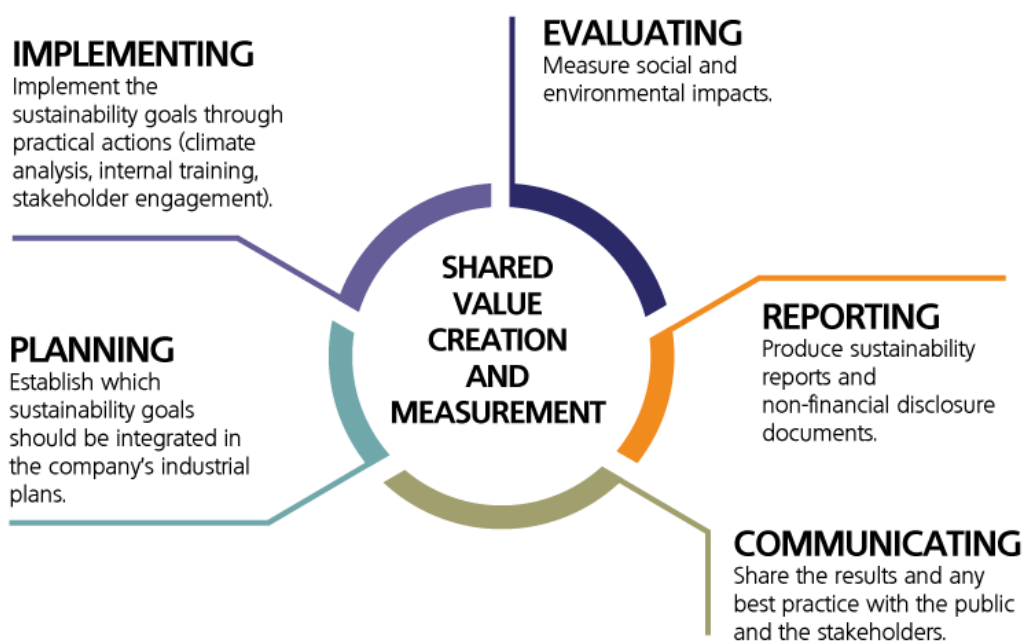 IMPLEMENTING
Implement the
sustainability goals through
practical actions (climate
analysis, internal training,
stakeholder engagement).
EVALUATING
Measure social and
environmental impacts.
SHARED
VALUE
CREATION
AND
MEASUREMENT
REPORTING
Produce sustainability
reports and
non-financial disclosure
documents.
PLANNING
Establish which
sustainability goals
should be integrated in
the company's industrial
plans.
COMMUNICATING
Share the results and any
best practice with the public
and the stakeholders.